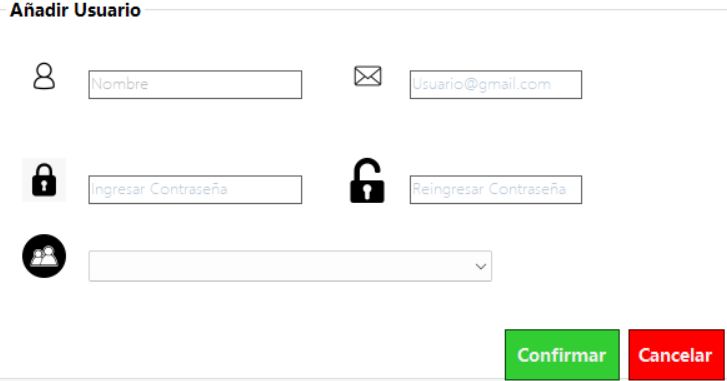 Añadir Usuario
Nombre
Usuario@gmail.com
Ingresar Contraseña
Reingresar Contraseña
Confirmar
Cancelar